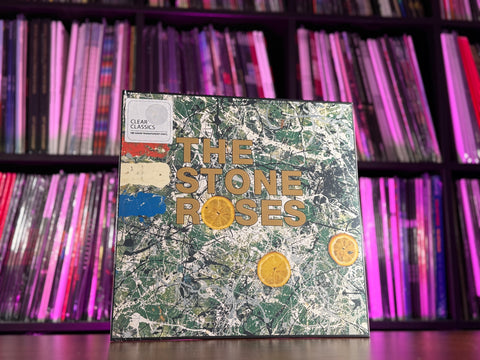 CLEAR
CLASSICS
THE
STONE
ROSES